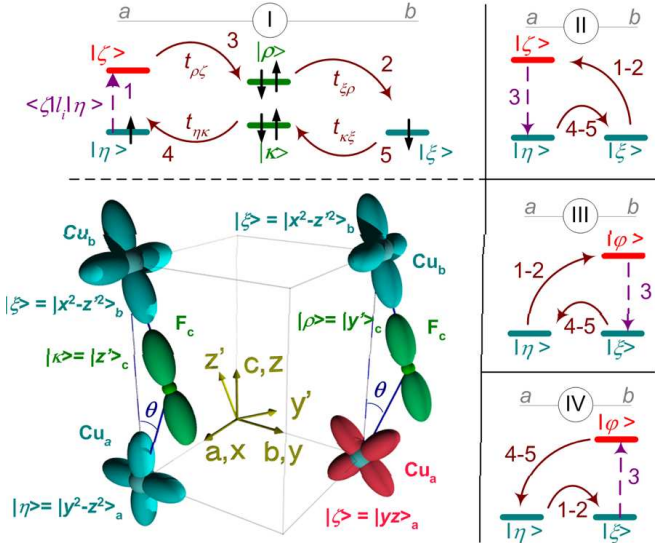 a I b
|ζ> 3 |ρ> 2
t_ρζ t_ξρ
<ζ|l_i|η> 1
t_ηκ t_κξ
|η> 4 |κ> 5 |ξ>
a II b
|ζ>
1-2
3
4-5
|η> |ξ>
a III b
|φ>
1-2
3
4-5
|η> |ξ>
a IV b
|φ>
4-5
3
1-2
|η> |ξ>
|ξ>= |x²-z'²>_b
Cu_b
Cu_b
|ξ>= |x²-z'²>_b
F_c
|ρ>= |y'>_c
F_c
|κ>= |z'>_c
z' c,z
y'
θ θ
Cu_a
a,x b,y
Cu_a
|η>= |y²-z²>_a
|ζ>= |yz>_a